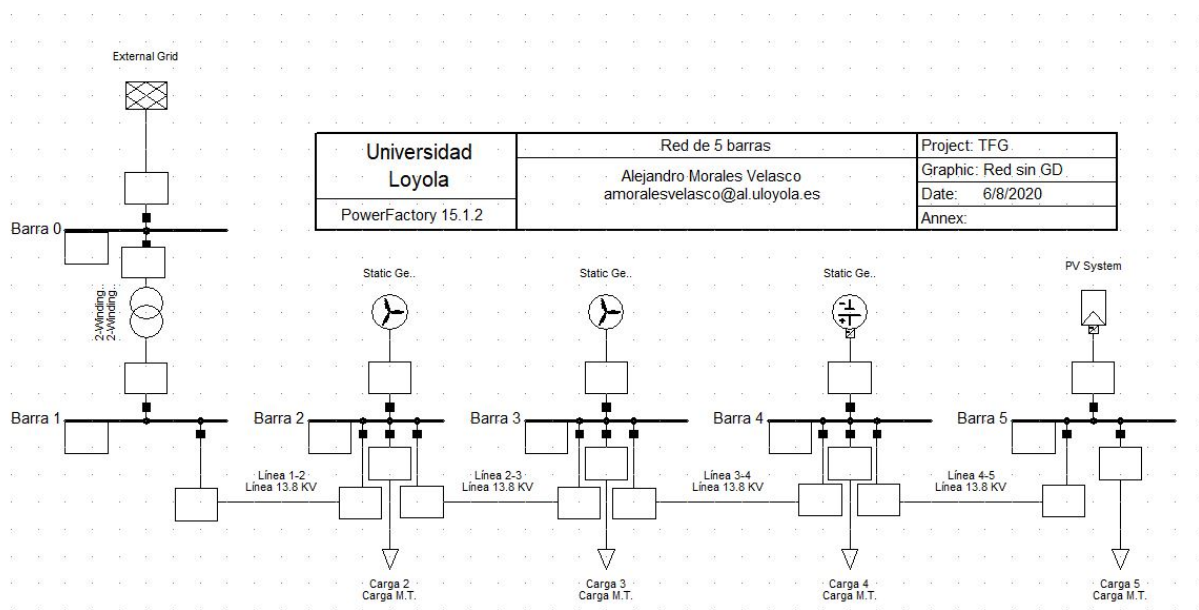 External Grid
Universidad
Loyola
PowerFactory 15.1.2
Red de 5 barras
Alejandro Morales Velasco
amoralesvelasco@al.uloyola.es
Project: TFG
Graphic: Red sin GD
Date: 6/8/2020
Annex:
Barra 0
2-Winding..
2-Winding..
Static Ge..
Static Ge..
Static Ge..
PV System
Barra 1
Barra 2
Barra 3
Barra 4
Barra 5
Línea 1-2
Línea 13.8 KV
Línea 2-3
Línea 13.8 KV
Línea 3-4
Línea 13.8 KV
Línea 4-5
Línea 13.8 KV
Carga 2
Carga M.T.
Carga 3
Carga M.T.
Carga 4
Carga M.T.
Carga 5
Carga M.T.